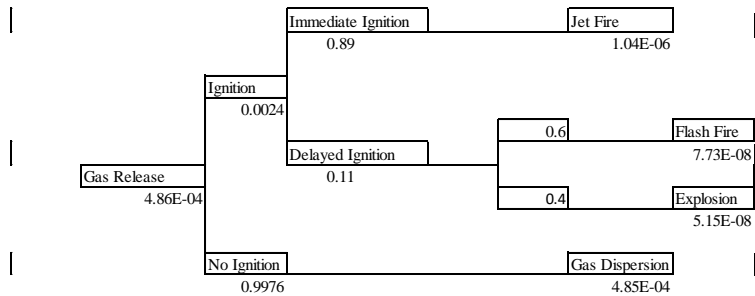 Immediate Ignition Jet Fire
0.89 1.04E-06
Ignition
0.0024
0.6 Flash Fire
Delayed Ignition 7.73E-08
Gas Release 0.11
4.86E-04 0.4 Explosion
5.15E-08
No Ignition Gas Dispersion
0.9976 4.85E-04